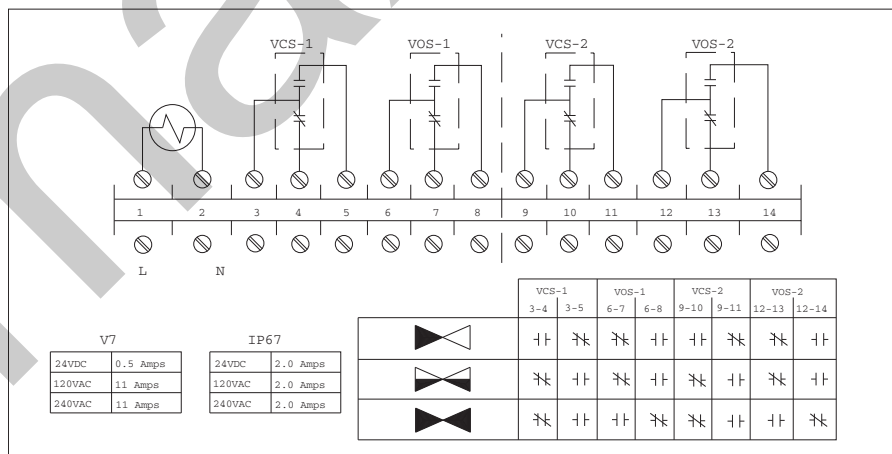 VCS-1 VOS-1 VCS-2 VOS-2
1 2 3 4 5 6 7 8 9 10 11 12 13 14
L N
V7
24VDC 0.5 Amps
120VAC 11 Amps
240VAC 11 Amps
IP67
24VDC 2.0 Amps
120VAC 2.0 Amps
240VAC 2.0 Amps
VCS-1 VOS-1 VCS-2 VOS-2
3-4 3-5 6-7 6-8 9-10 9-11 12-13 12-14